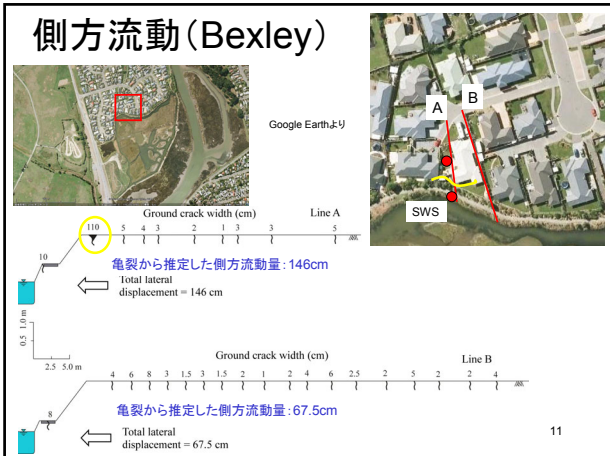 側方流動(Bexley)
Google Earthより
A
B
SWS
Ground crack width (cm)
Line A
110
5
4
3
2
1
3
3
5
10
亀裂から推定した側方流動量：146cm
Total lateral
displacement = 146 cm
0.5 1.0 m
2.5 5.0 m
Ground crack width (cm)
Line B
4
6
8
3
1.5
3
1.5
2
1
2
4
6
2.5
2
5
2
2
4
8
亀裂から推定した側方流動量：67.5cm
Total lateral
displacement = 67.5 cm
11